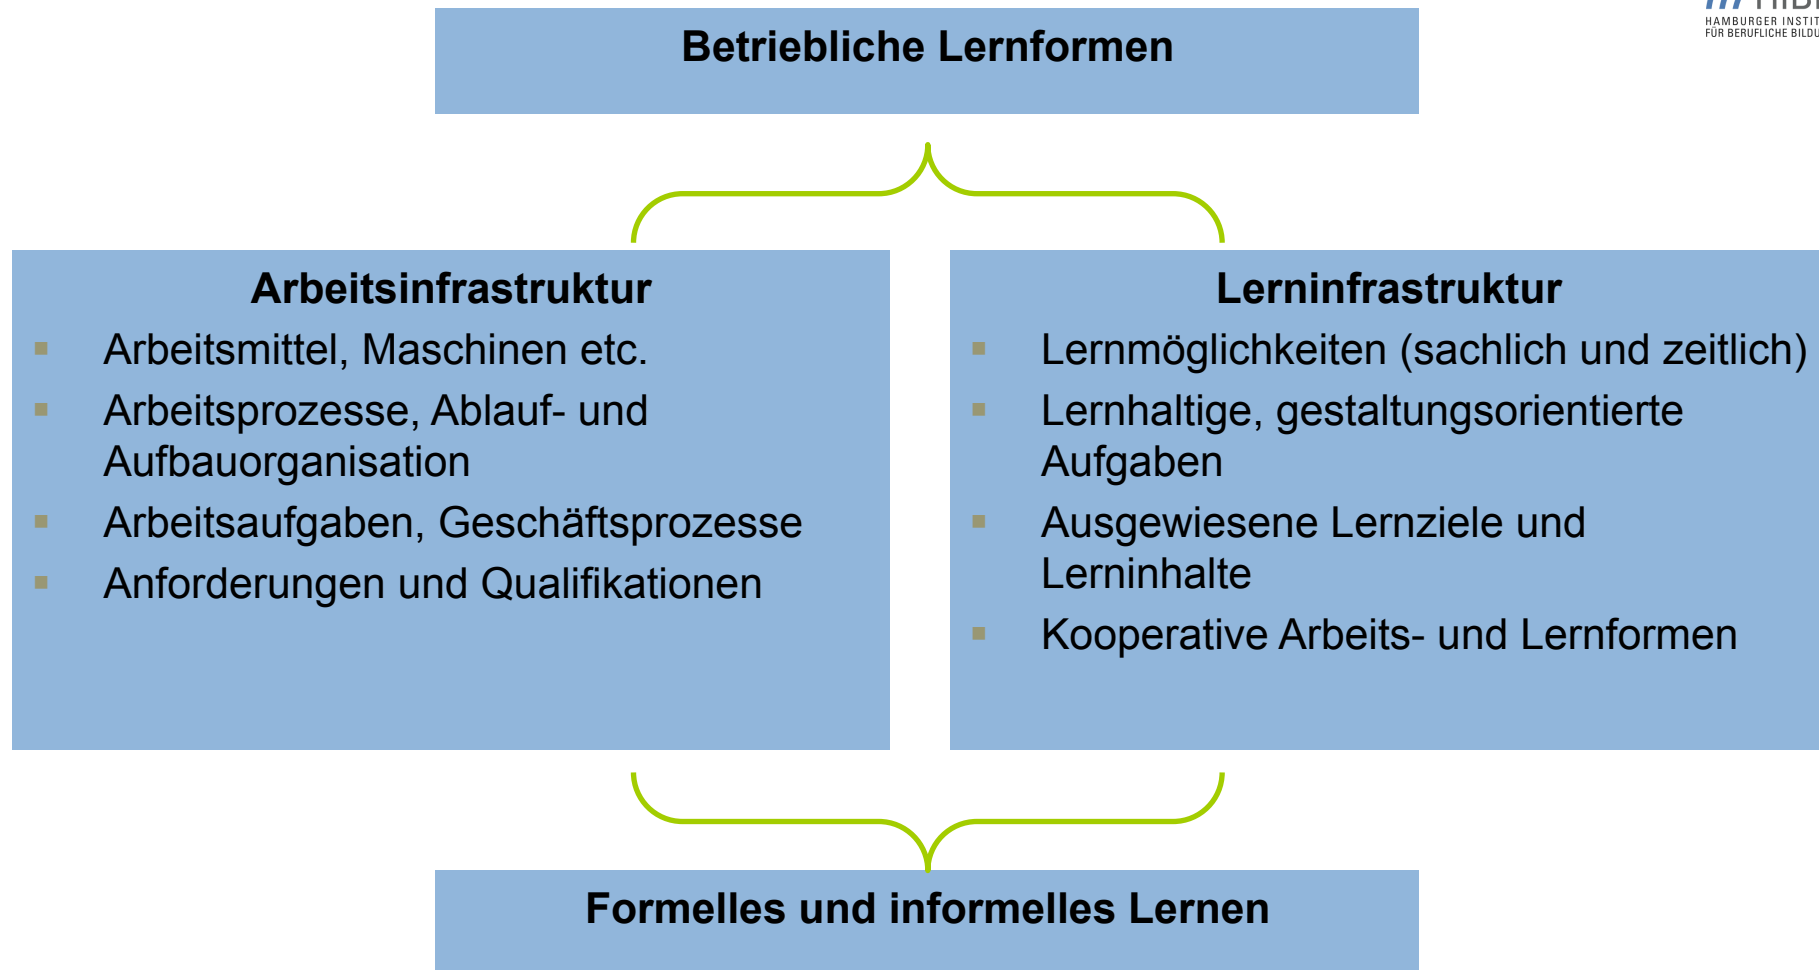 HAMBURGER INSTIT
FÜR BERUFLICHE BILDU
Betriebliche Lernformen
Arbeitsinfrastruktur
Arbeitsmittel, Maschinen etc.
Arbeitsprozesse, Ablauf- und
Aufbauorganisation
Arbeitsaufgaben, Geschäftsprozesse
Anforderungen und Qualifikationen
Lerninfrastruktur
Lernmöglichkeiten (sachlich und zeitlich)
Lernhaltige, gestaltungsorientierte
Aufgaben
Ausgewiesene Lernziele und
Lerninhalte
Kooperative Arbeits- und Lernformen
Formelles und informelles Lernen